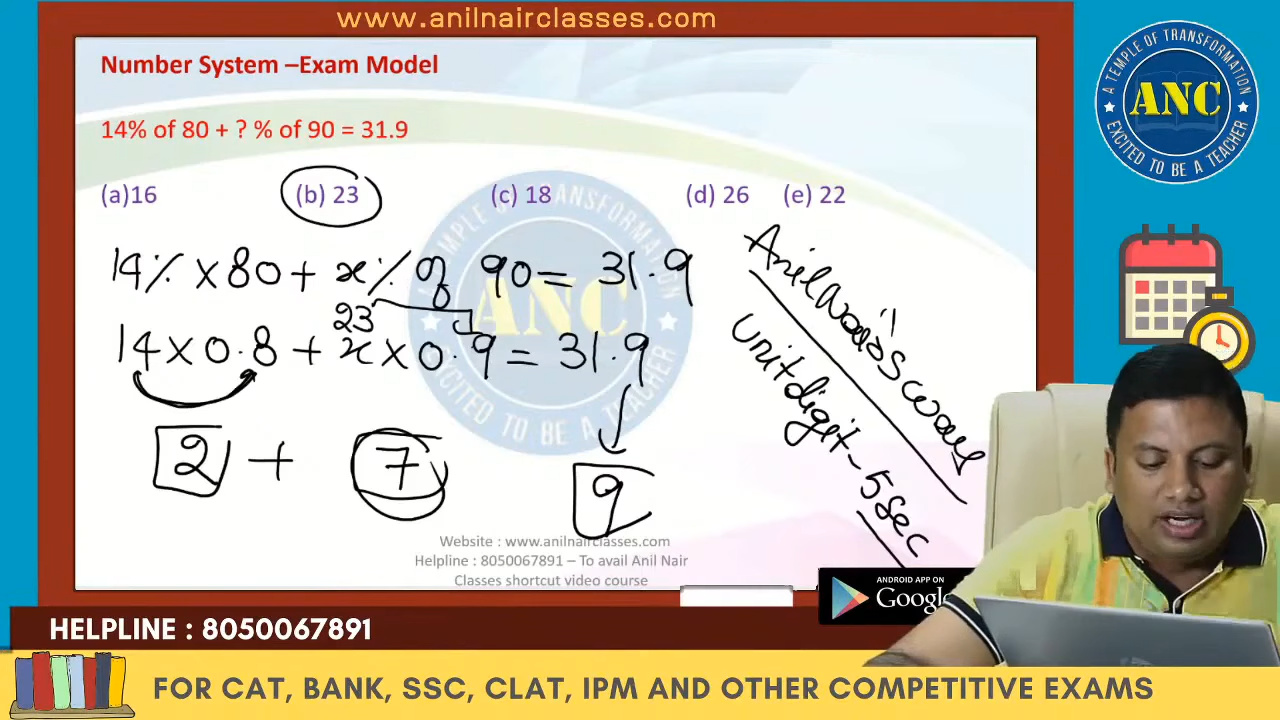 www.anilnairclasses.com
Number System –Exam Model
14% of 80 + ? % of 90 = 31.9
(a)16 (b) 23 (c) 18 (d) 26 (e) 22
14% x 80 + x% of 90 = 31.9
23
14 x 0.8 + x x 0.9 = 31.9
2 + 7 9
Unit digit - 5 sec
A TEMPLE OF TRANSFORMATION
ANC
EXCITED TO BE A TEACHER
Website : www.anilnairclasses.com
Helpline : 8050067891 – To avail Anil Nair
Classes shortcut video course
ANDROID APP ON
HELPLINE : 8050067891
FOR CAT, BANK, SSC, CLAT, IPM AND OTHER COMPETITIVE EXAMS